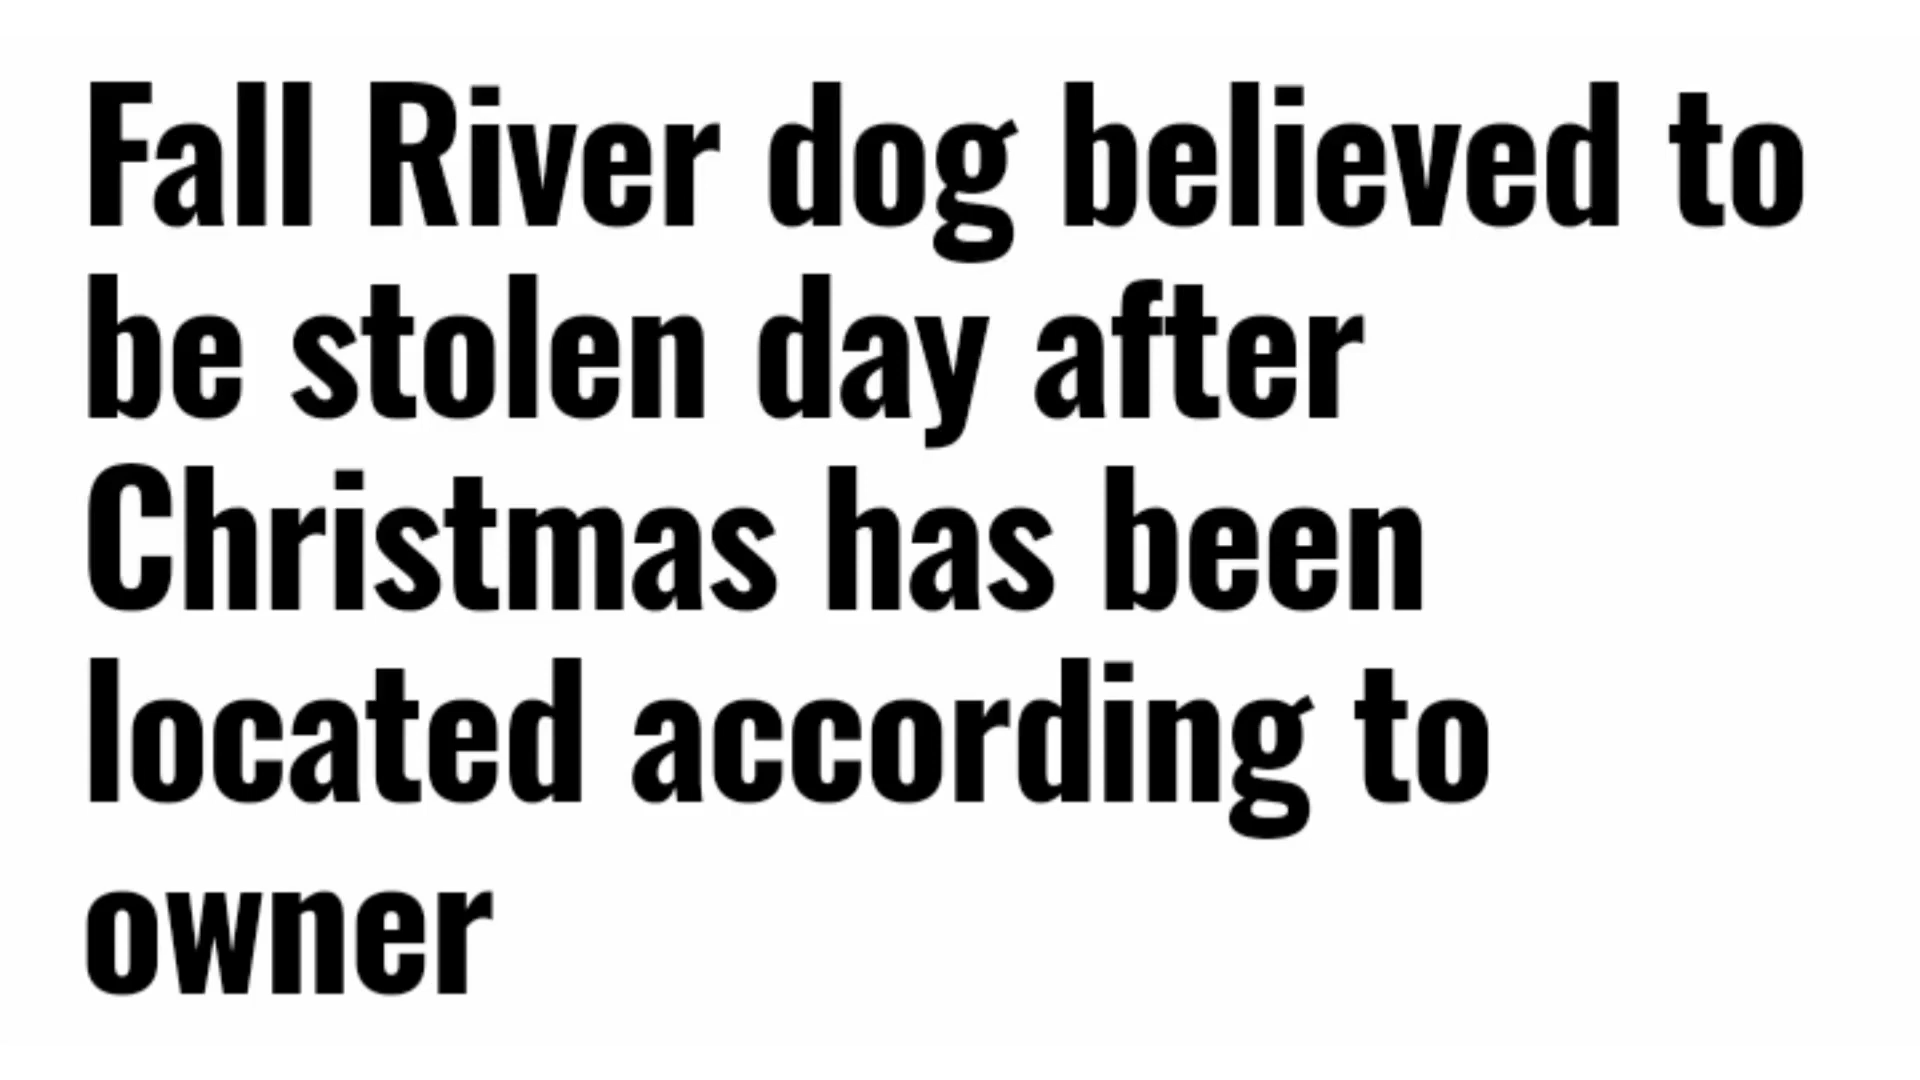 Fall River dog believed to
be stolen day after
Christmas has been
located according to
owner